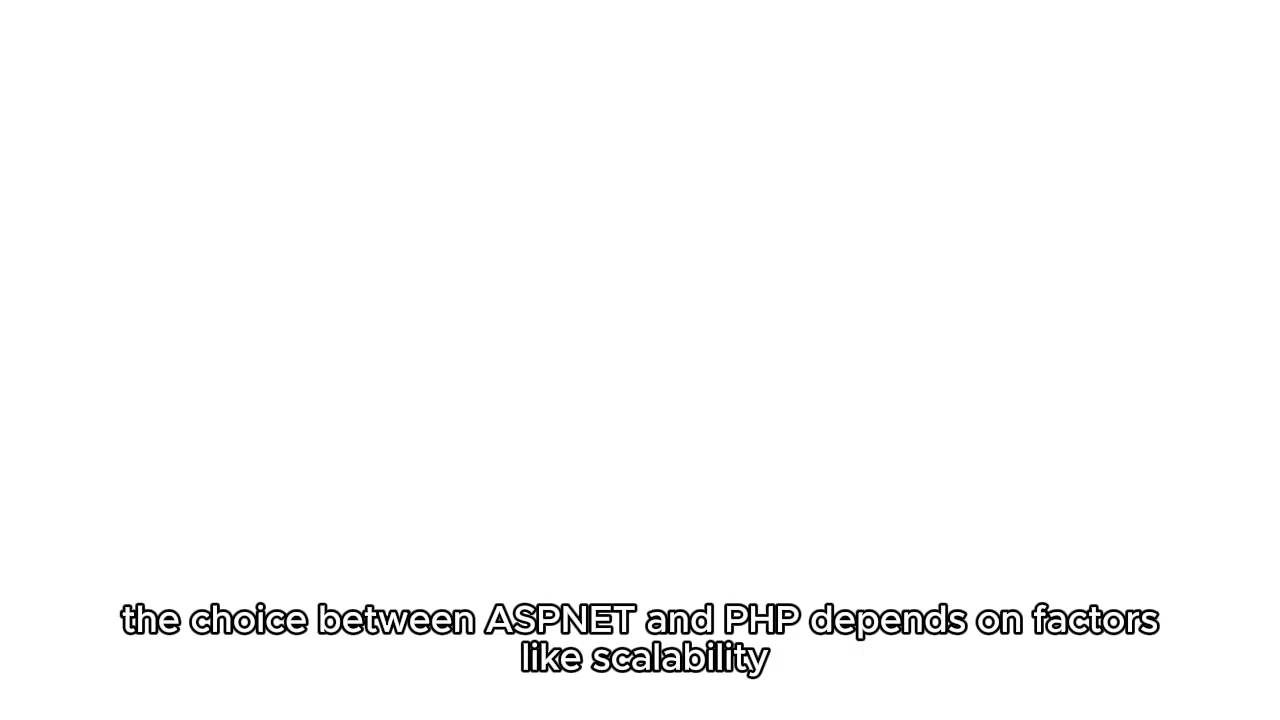 the choice between ASPNET and PHP depends on factors
like scalability